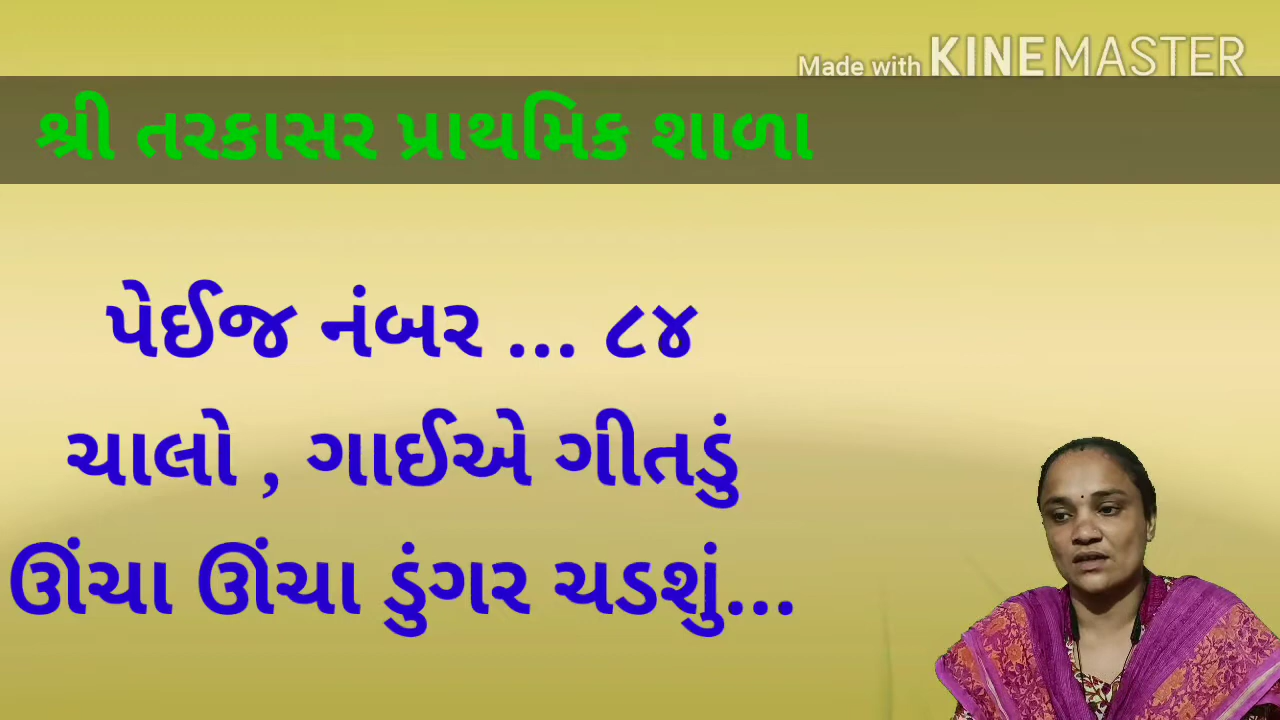 Made with KINEMASTER
શ્રી તરકાસર પ્રાથમિક શાળા
પેઈજ નંબર ... ૮૪
ચાલો , ગાઈએ ગીતડું
ઊંચા ઊંચા ડુંગર ચડશું...